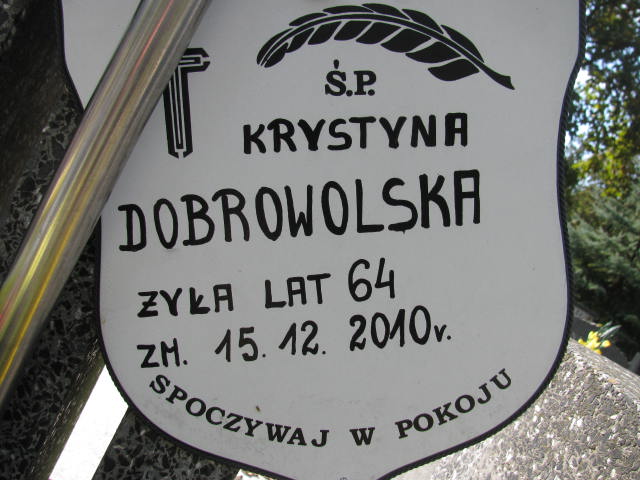 Ś.P.
KRYSTYNA
DOBROWOLSKA
ŻYŁA LAT 64
ZM. 15.12.2010r.
SPOCZYWAJ W POKOJU